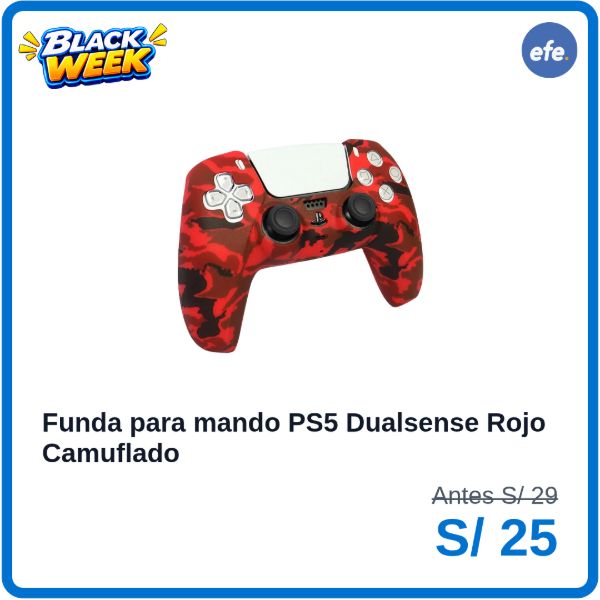 BLACK
WEEK
efe.
Funda para mando PS5 Dualsense Rojo
Camuflado
Antes S/ 29
S/ 25